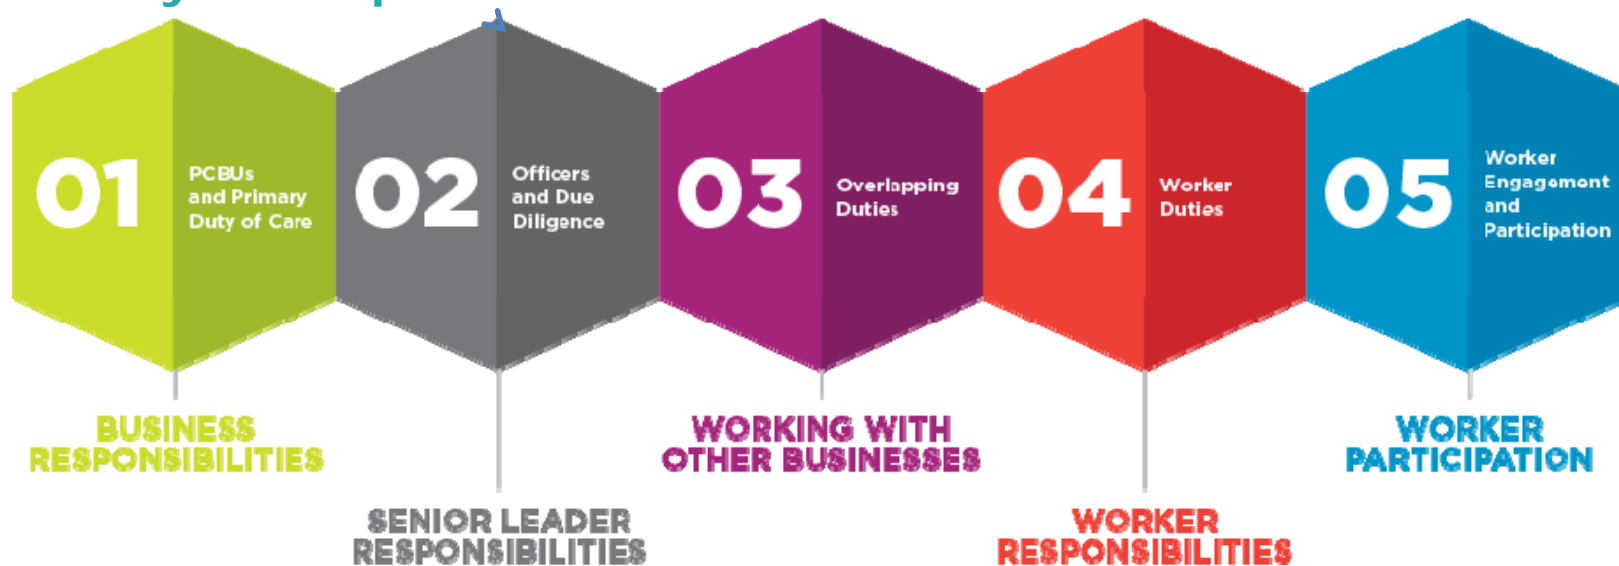 01
PCBUs
and Primary
Duty of Care
02
Officers
and Due
Diligence
03
Overlapping
Duties
04
Worker
Duties
05
Worker
Engagement
and
Participation
BUSINESS
RESPONSIBILITIES
SENIOR LEADER
RESPONSIBILITIES
WORKING WITH
OTHER BUSINESSES
WORKER
RESPONSIBILITIES
WORKER
PARTICIPATION